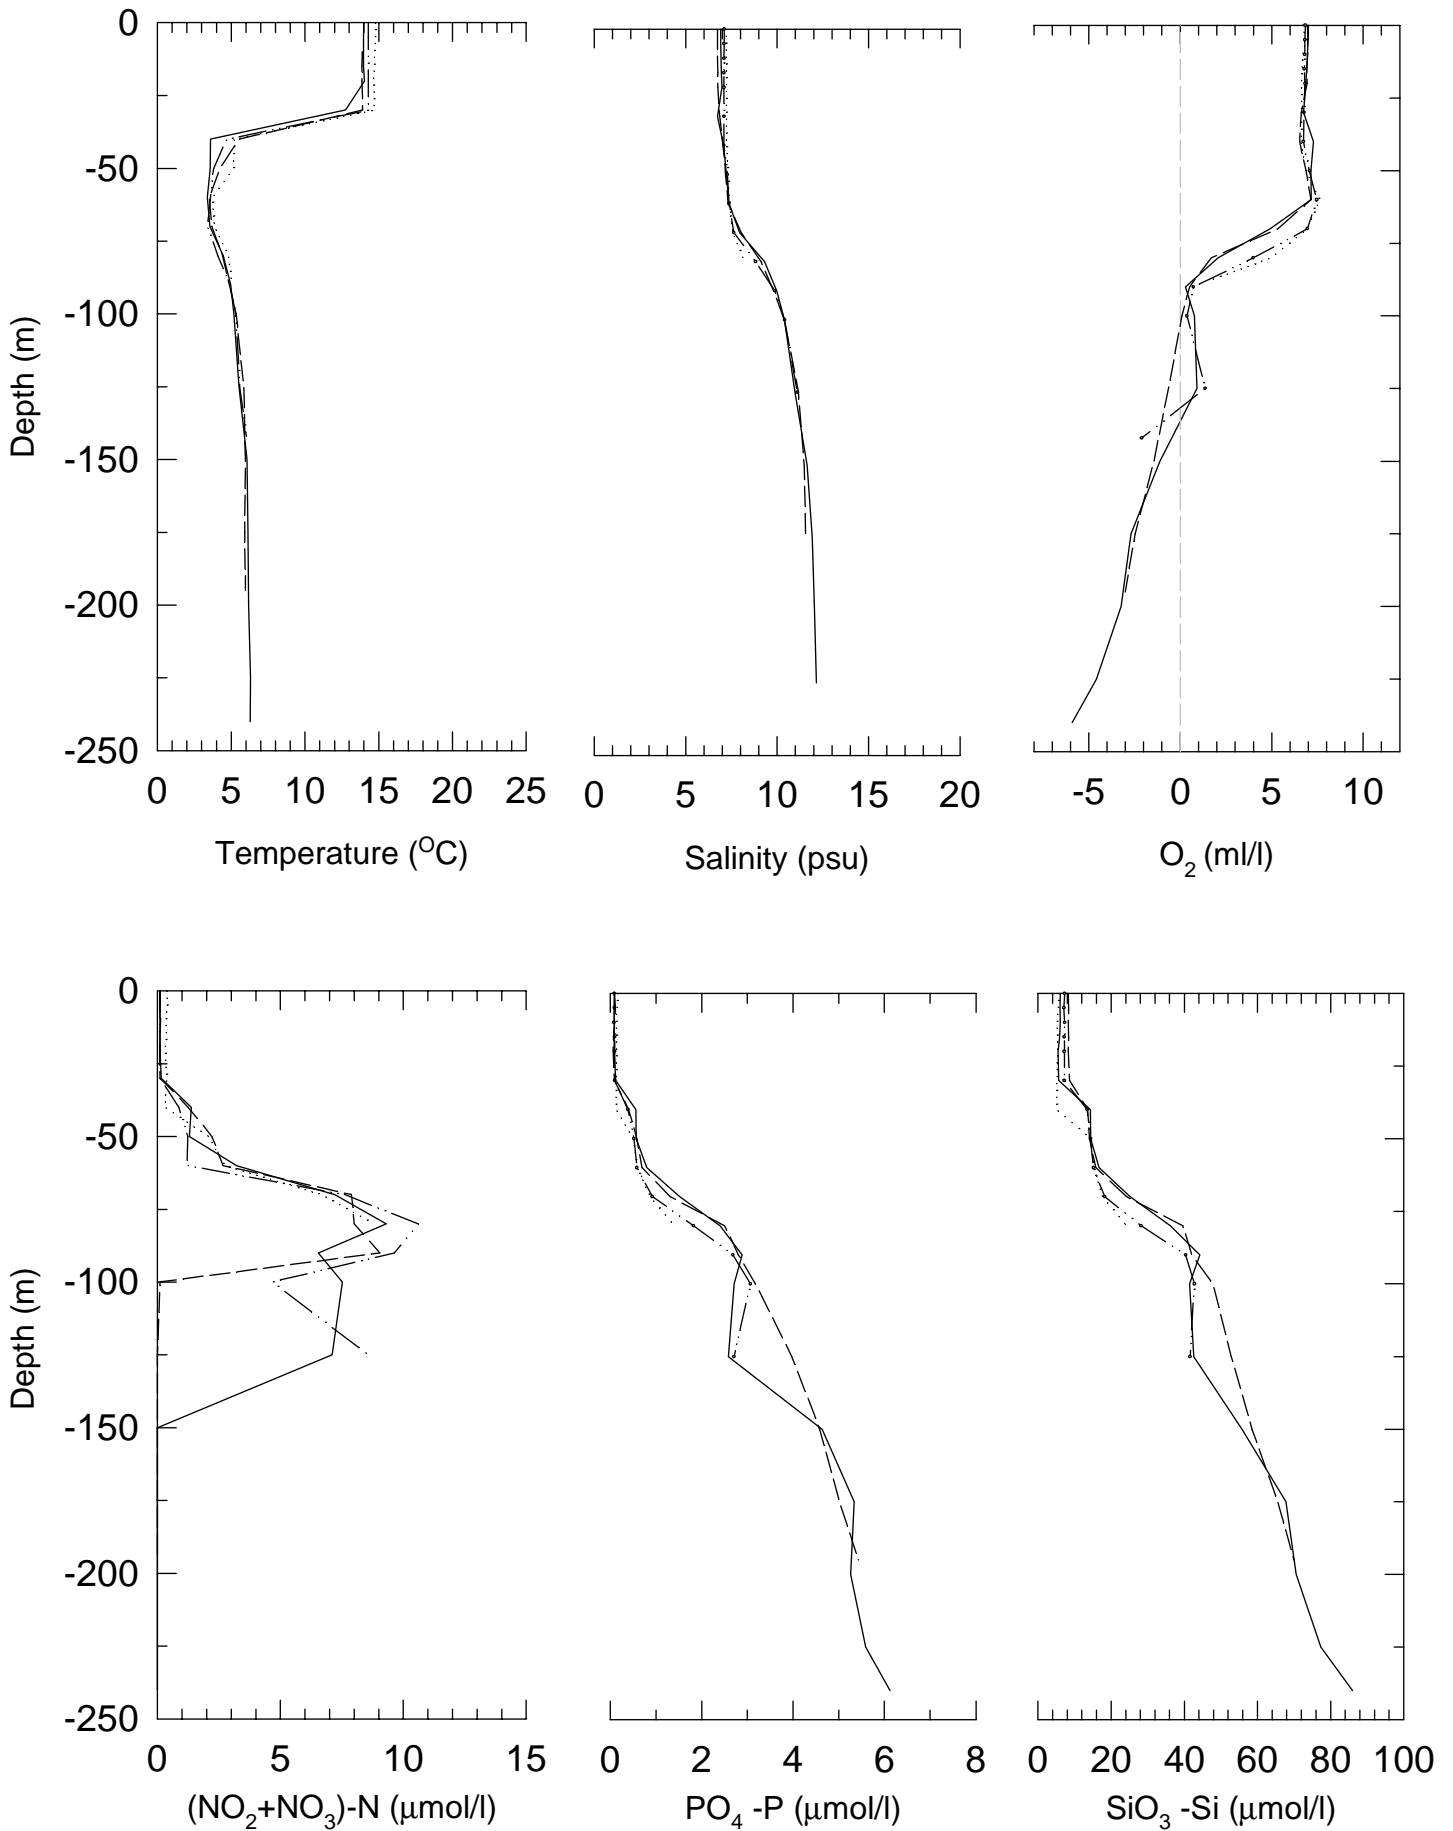 0
-50
-100
-150
-200
-250
Depth (m)
0 5 10 15 20 25
Temperature (ᴼC)
0 5 10 15 20
Salinity (psu)
-5 0 5 10
O₂ (ml/l)
0
-50
-100
-150
-200
-250
Depth (m)
0 5 10 15
(NO₂+NO₃)-N (μmol/l)
0 2 4 6 8
PO₄ -P (μmol/l)
0 20 40 60 80 100
SiO₃ -Si (μmol/l)